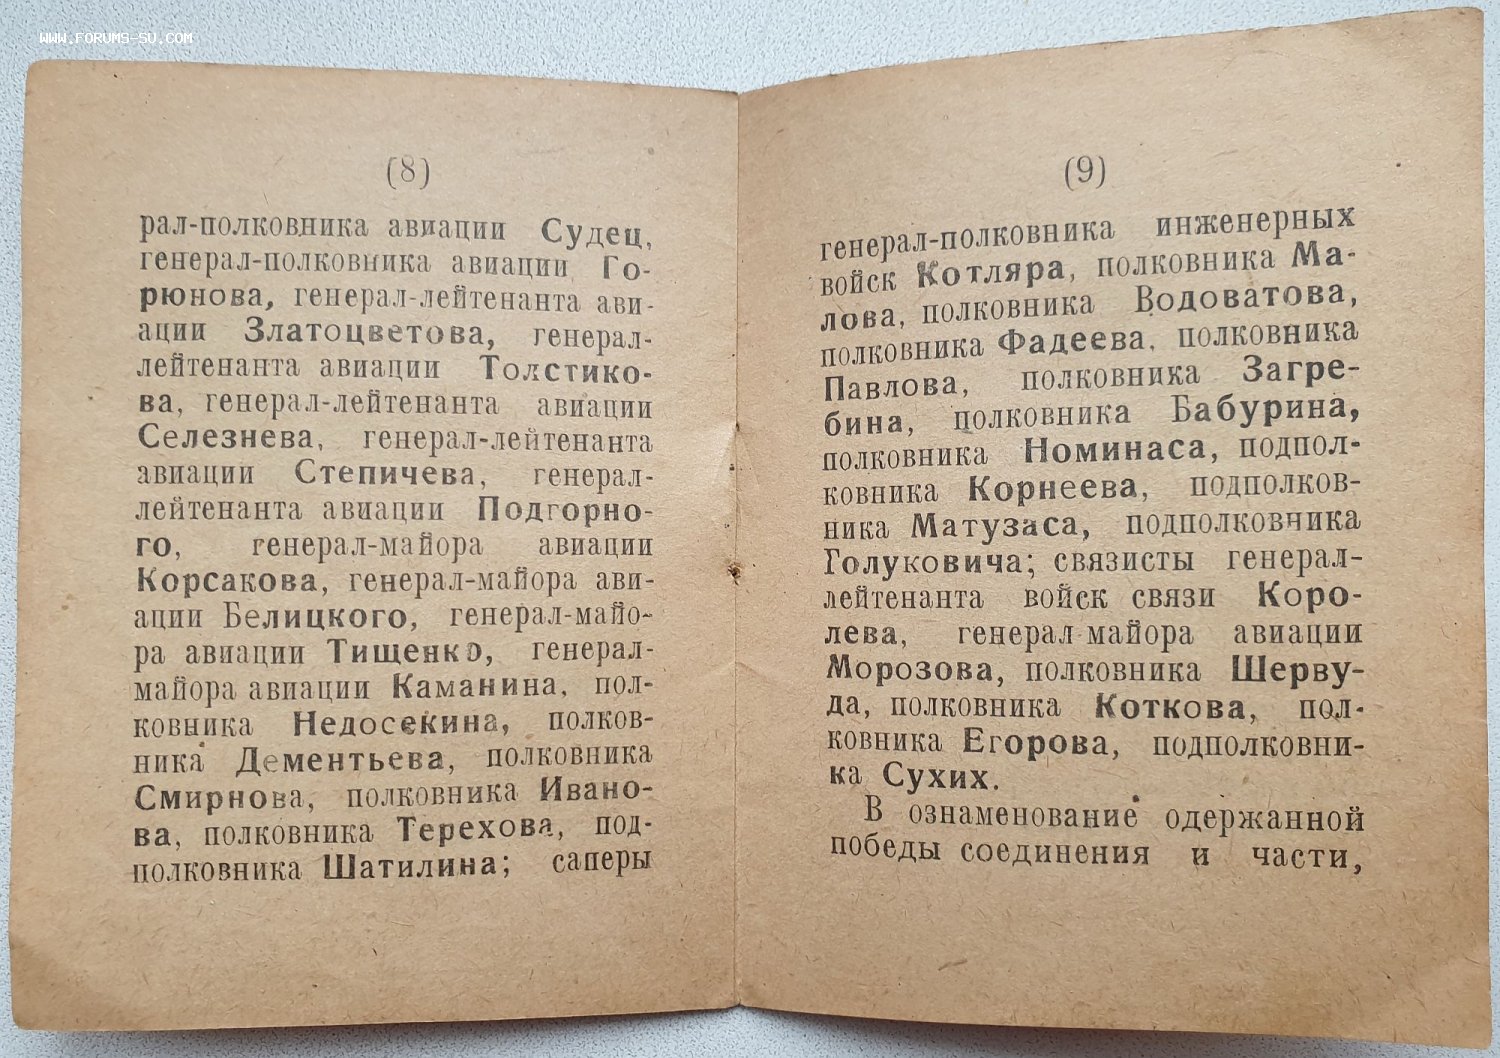 www.forums-su.com
(8)
рал-полковника авиации Судец,
генерал-полковника авиации Го-
рюнова, генерал-лейтенанта ави-
ации Златоцветова, генерал-
лейтенанта авиации Толстико-
ва, генерал-лейтенанта авиации
Селезнева, генерал-лейтенанта
авиации Степичева, генерал-
лейтенанта авиации Подгорно-
го, генерал-майора авиации
Корсакова, генерал-майора ави-
ации Белицкого, генерал-майо-
ра авиации Тищенко, генерал-
майора авиации Каманина, пол-
ковника Недосекина, полков-
ника Дементьева, полковника
Смирнова, полковника Ивано-
ва, полковника Терехова, под-
полковника Шатилина; саперы
(9)
генерал-полковника инженерных
войск Котляра, полковника Ма-
лова, полковника Водоватова,
полковника Фадеева, полковника
Павлова, полковника Загре-
бина, полковника Бабурина,
полковника Номинаса, подпол-
ковника Корнеева, подполков-
ника Матузаса, подполковника
Голуковича; связисты генерал-
лейтенанта войск связи Коро-
лева, генерал-майора авиации
Морозова, полковника Шерву-
да, полковника Коткова, пол-
ковника Егорова, подполковни-
ка Сухих.
В ознаменование одержанной
победы соединения и части,